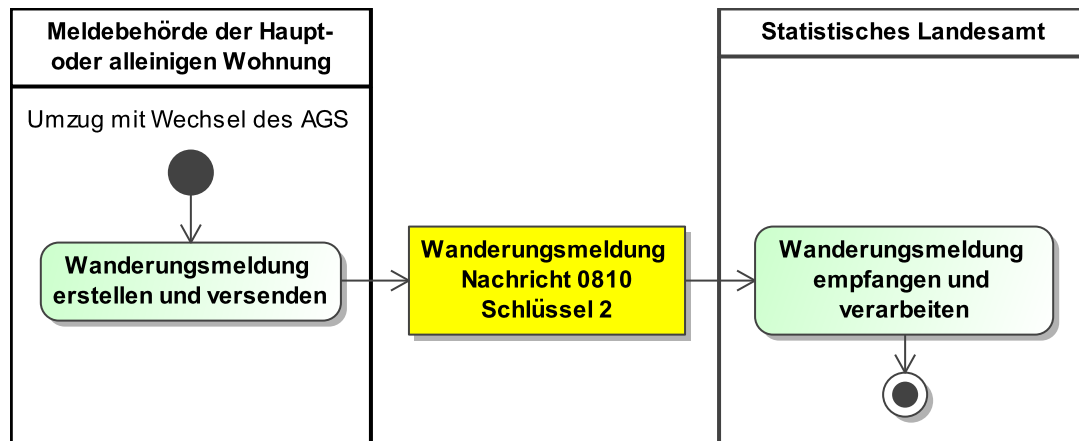 Meldebehörde der Haupt-
oder alleinigen Wohnung
Statistisches Landesamt
Umzug mit Wechsel des AGS
Wanderungsmeldung
erstellen und versenden
Wanderungsmeldung
Nachricht 0810
Schlüssel 2
Wanderungsmeldung
empfangen und
verarbeiten